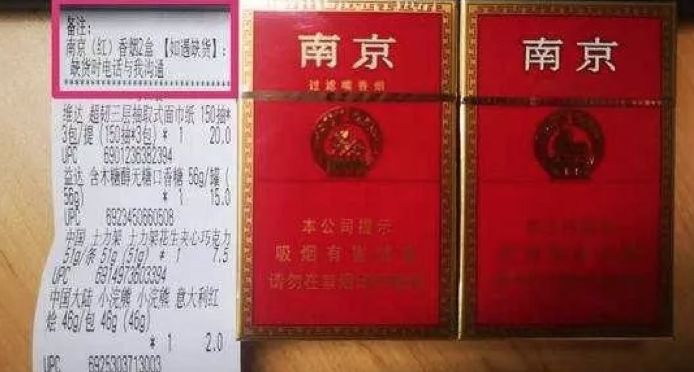 备注：
南京（红）香烟2盒 【如遇缺货】：
缺货时电话与我沟通
维达 超韧三层抽取式面巾纸 150抽*
3包/提 (150抽*3包) * 1 20.0
UPC 6901236382394
益达 含木糖醇无糖口香糖 56g/罐 (
56g) * 1 15.0
UPC 6923450660608
中国 士力架 士力架花生夹心巧克力
51g/条 51g (51g) * 1 7.5
UPC 6914973603394
中国大陆 小浣熊 小浣熊 意大利红
烩 46g/包 46g (46g)
* 1 2.0
UPC 6925303713003
南京
过滤嘴香烟
本公司提示
吸烟有害健康
请勿在禁烟场所吸烟
南京